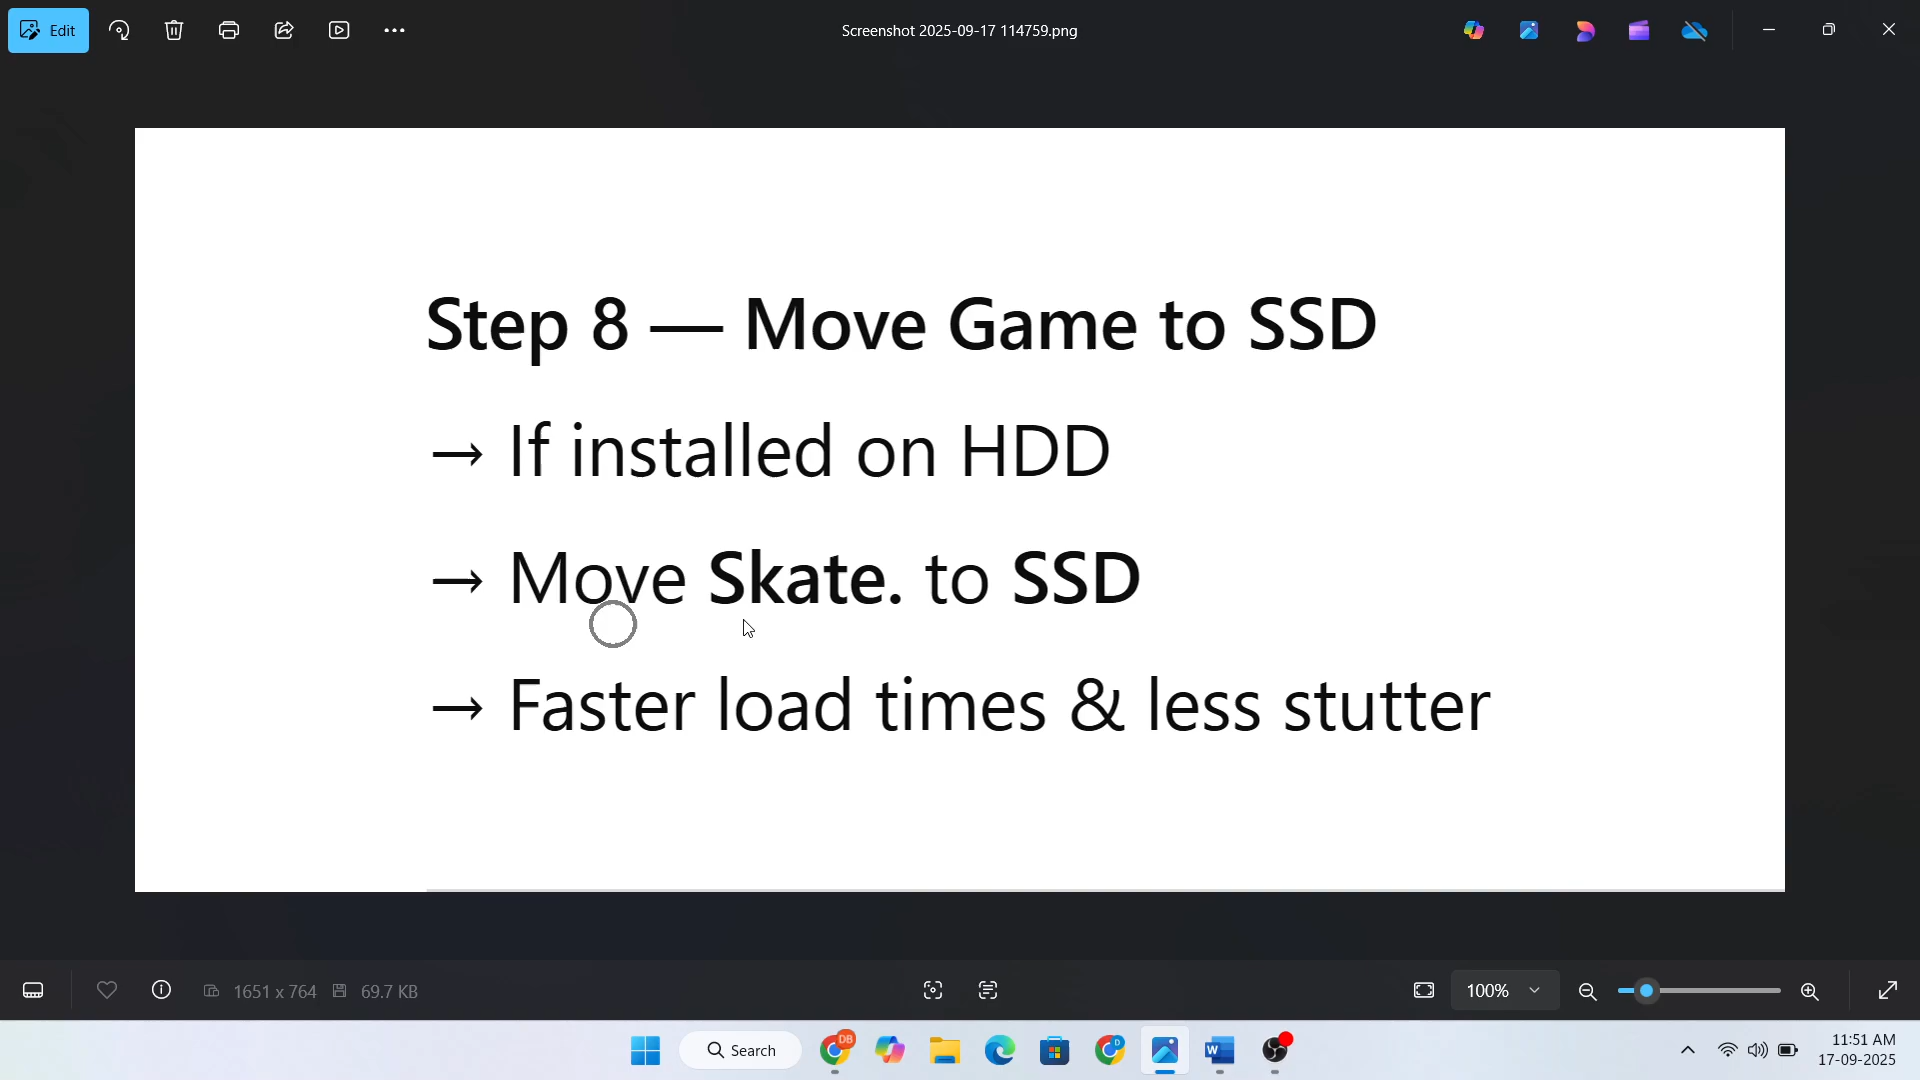 Edit
Screenshot 2025-09-17 114759.png
Step 8 — Move Game to SSD
→ If installed on HDD
→ Move Skate. to SSD
→ Faster load times & less stutter
1651 x 764 69.7 KB
100%
Search
DB
D
W
11:51 AM
17-09-2025